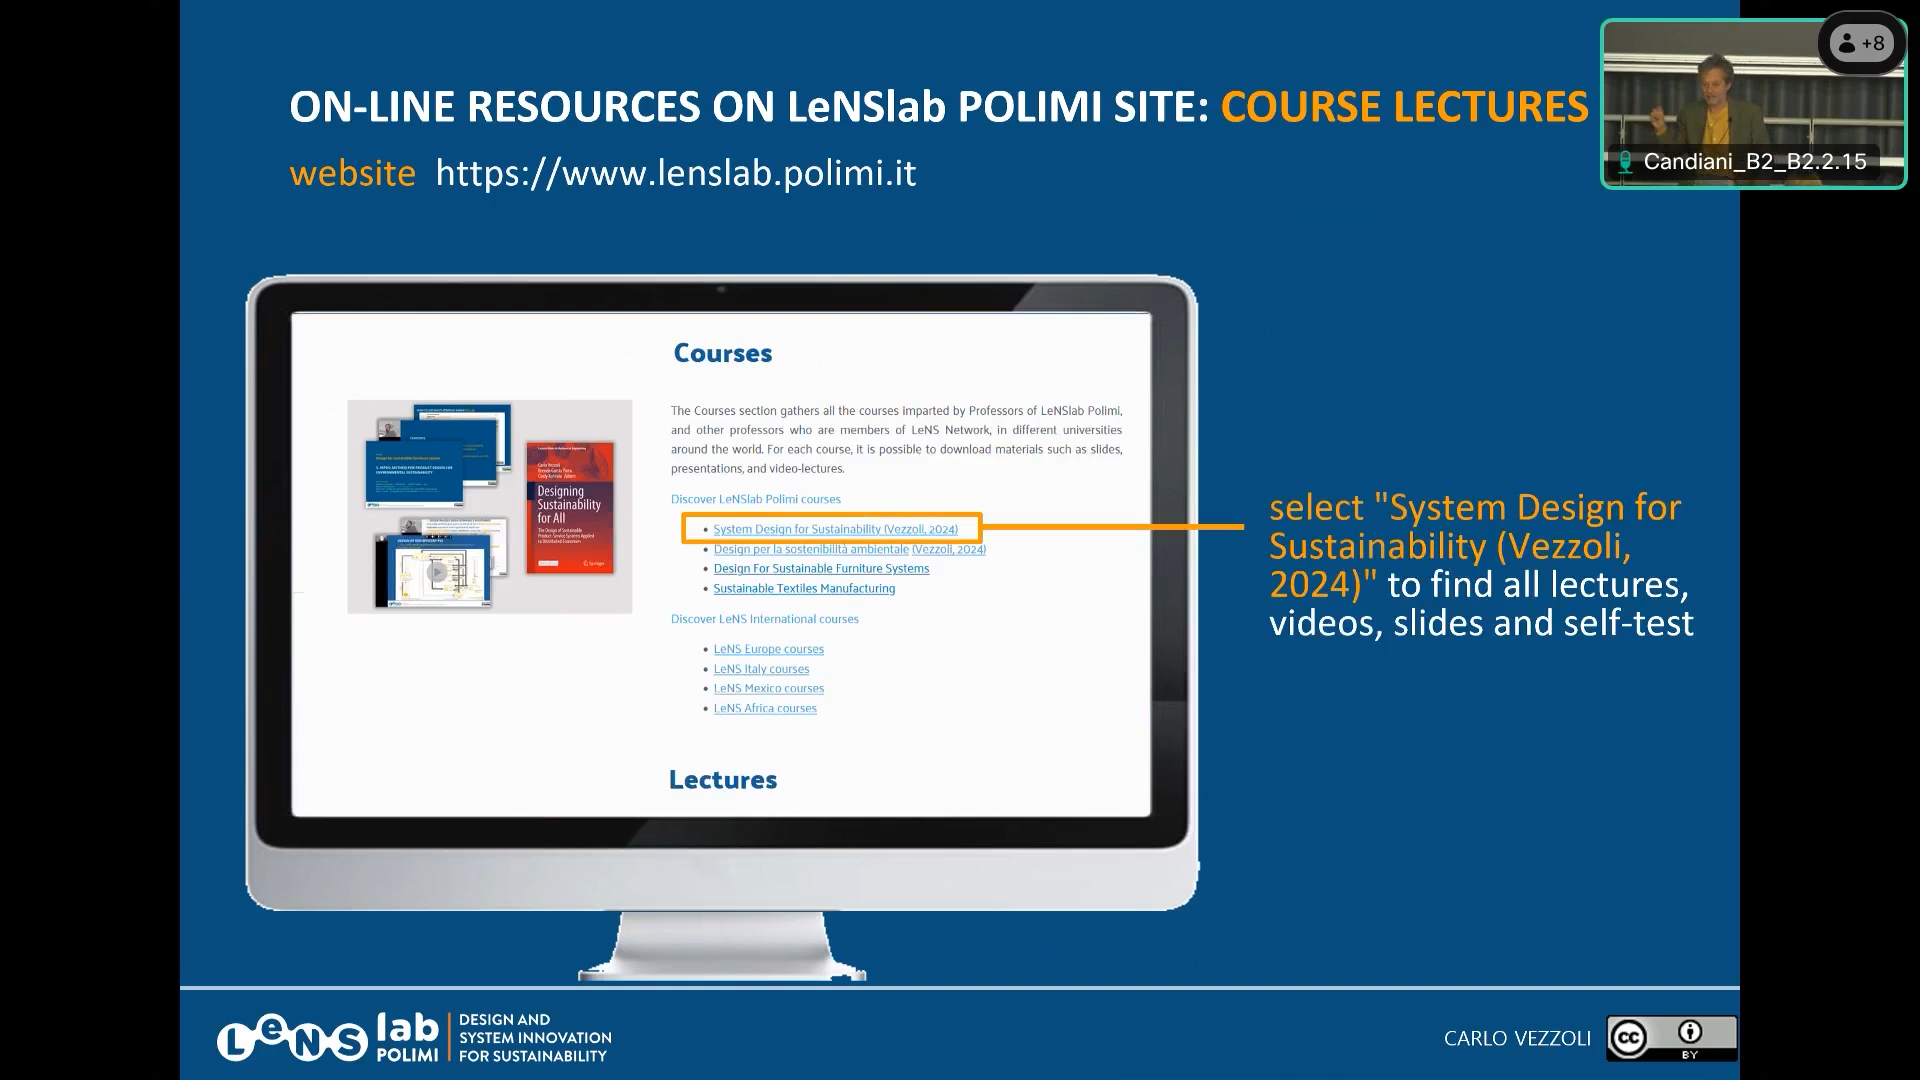 ON-LINE RESOURCES ON LeNSlab POLIMI SITE: COURSE LECTURES
website https://www.lenslab.polimi.it
+8
Candiani_B2_B2.2.15
Courses
The Courses section gathers all the courses imparted by Professors of LeNSlab Polimi,
and other professors who are members of LeNS Network, in different universities
around the world. For each course, it is possible to download materials such as slides,
presentations, and video-lectures.
Discover LeNSlab Polimi courses
• System Design for Sustainability (Vezzoli, 2024)
• Design per la sostenibilità ambientale (Vezzoli, 2024)
• Design For Sustainable Furniture Systems
• Sustainable Textiles Manufacturing
Discover LeNS International courses
• LeNS Europe courses
• LeNS Italy courses
• LeNS Mexico courses
• LeNS Africa courses
Lectures
Designing
Sustainability
for All
Springer
select "System Design for
Sustainability (Vezzoli,
2024)" to find all lectures,
videos, slides and self-test
LeNS lab
POLIMI
DESIGN AND
SYSTEM INNOVATION
FOR SUSTAINABILITY
CARLO VEZZOLI
cc
BY